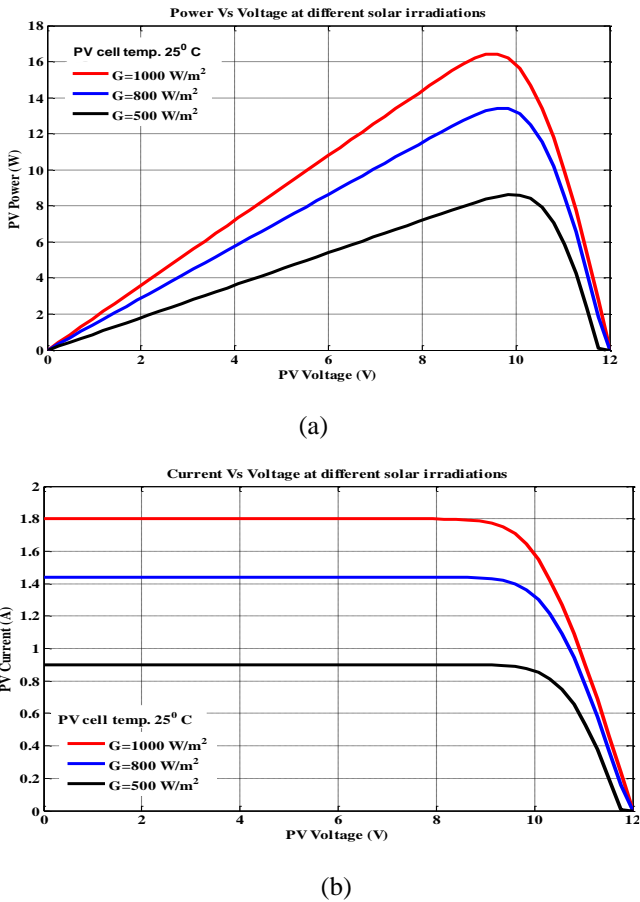 Power Vs Voltage at different solar irradiations
18
16
14
12
10
8
6
4
2
0
PV Power (W)
PV cell temp. 25⁰ C
G=1000 W/m²
G=800 W/m²
G=500 W/m²
0 2 4 6 8 10 12
PV Voltage (V)
(a)
Current Vs Voltage at different solar irradiations
2
1.8
1.6
1.4
1.2
1
0.8
0.6
0.4
0.2
0
PV Current (A)
PV cell temp. 25⁰ C
G=1000 W/m²
G=800 W/m²
G=500 W/m²
0 2 4 6 8 10 12
PV Voltage (V)
(b)